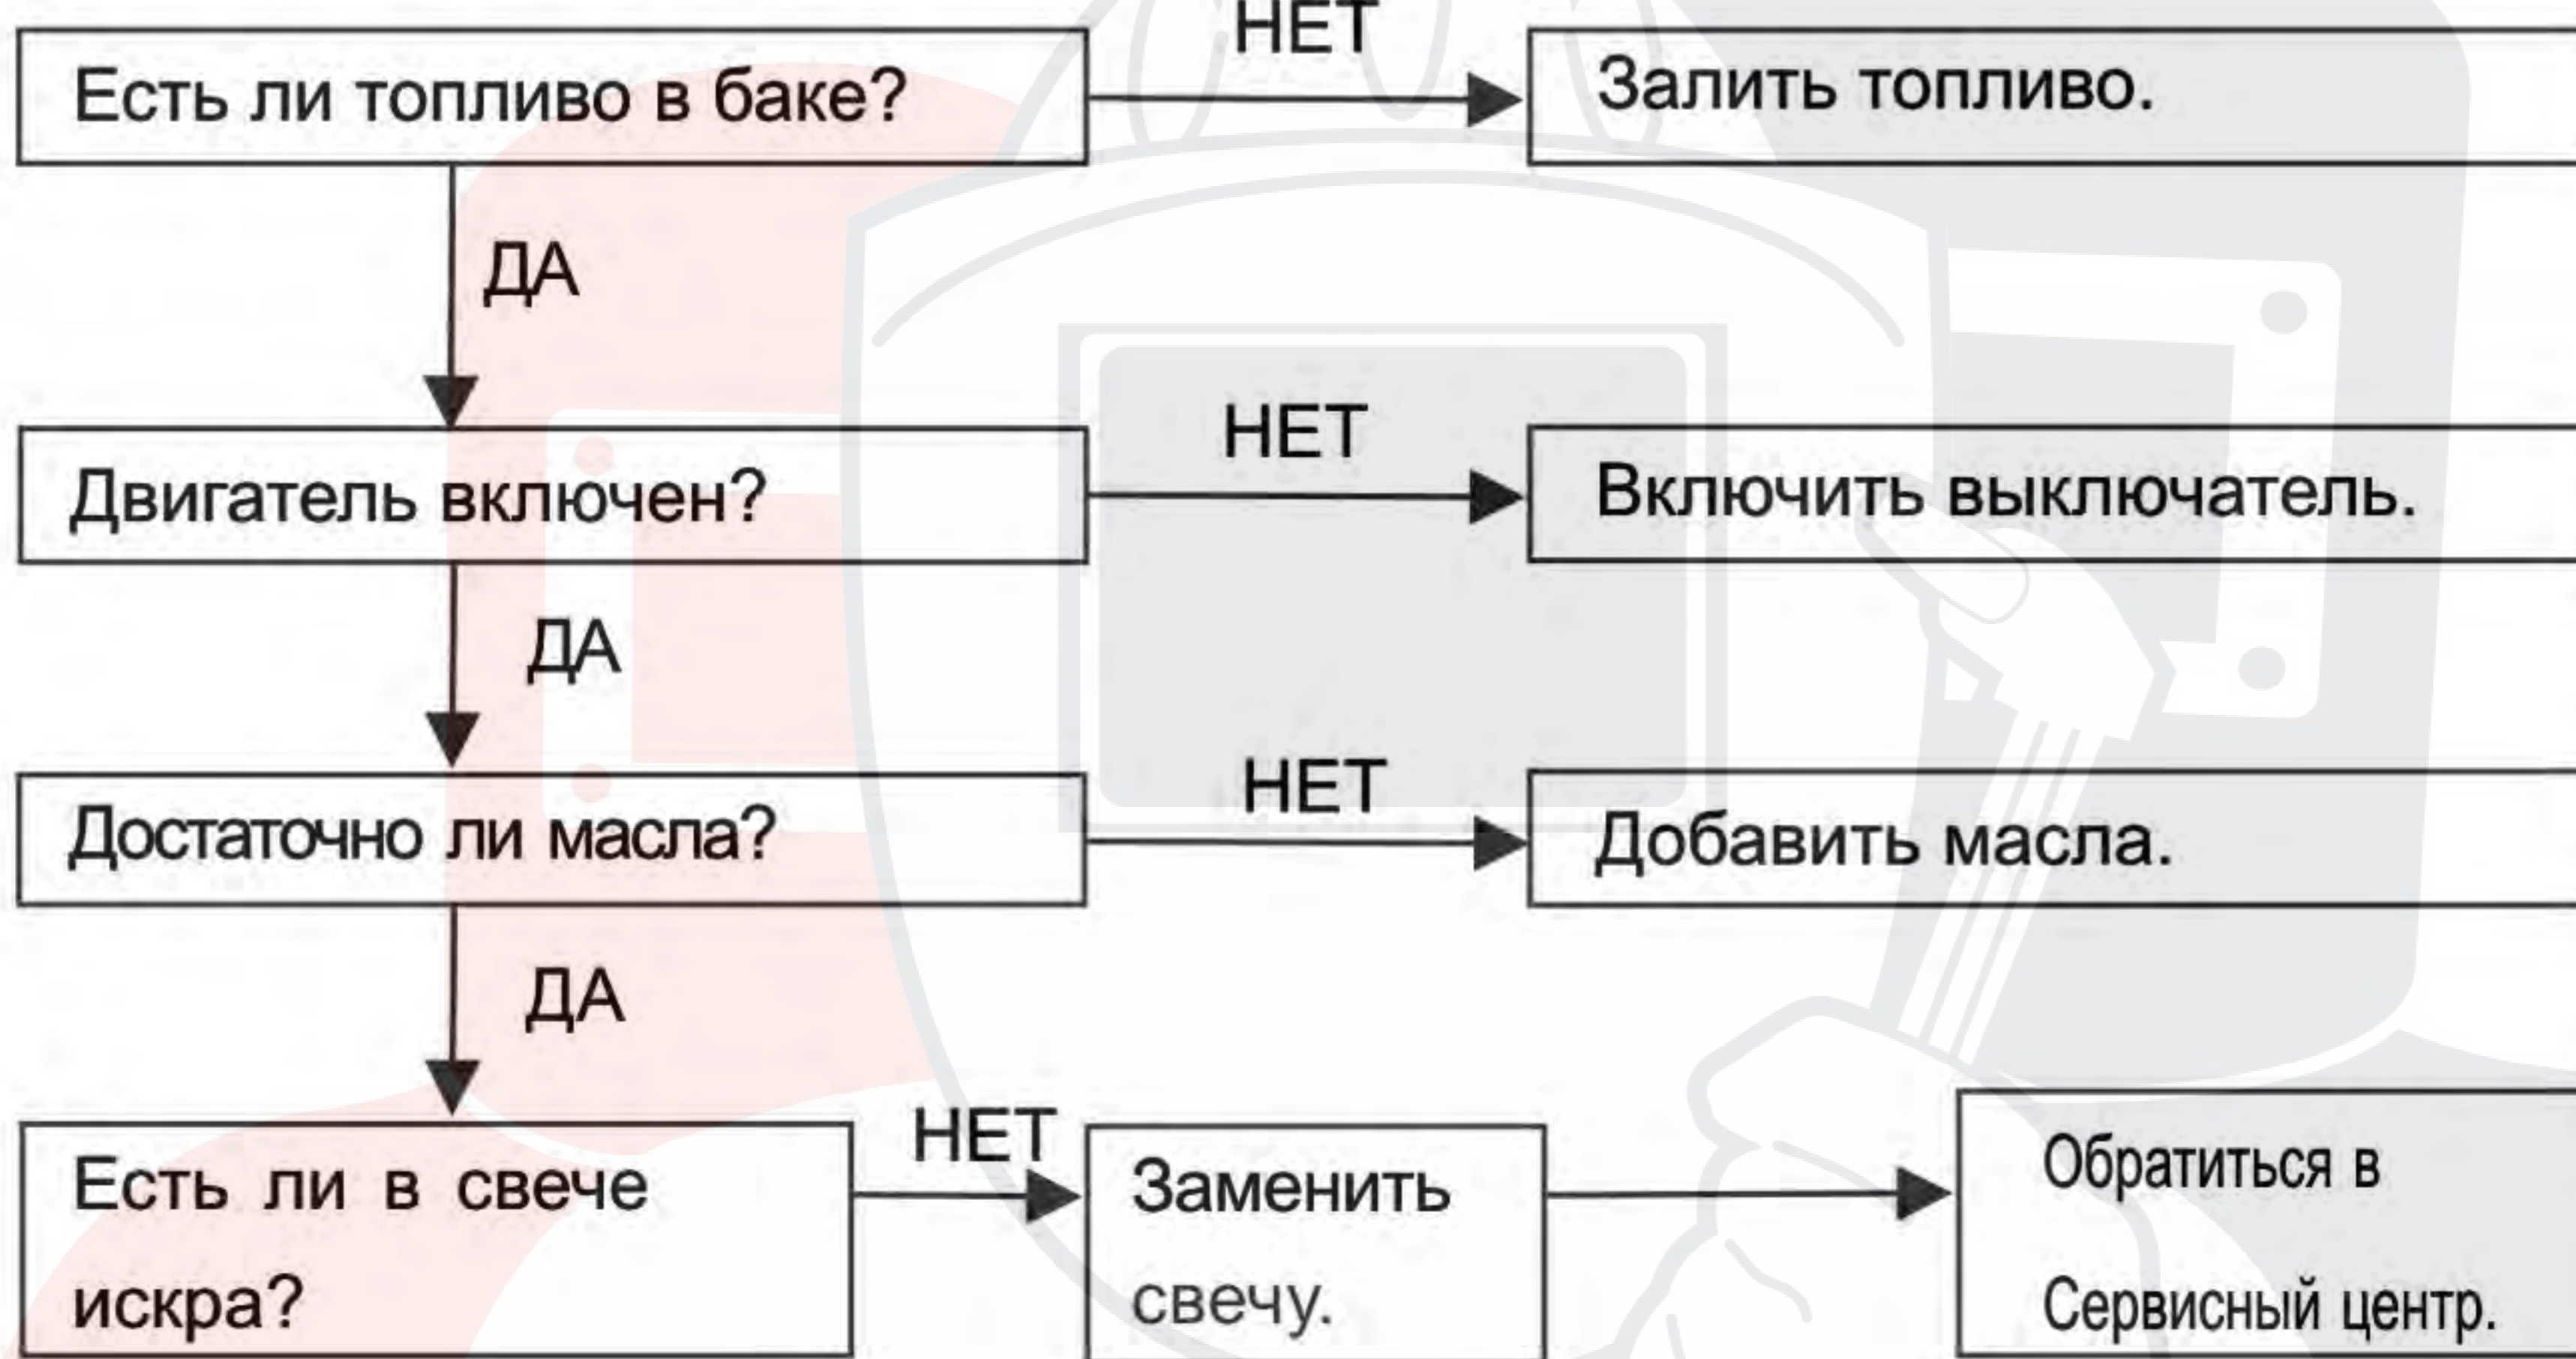 НЕТ
Есть ли топливо в баке?
Залить топливо.
ДА
НЕТ
Двигатель включен?
Включить выключатель.
ДА
НЕТ
Достаточно ли масла?
Добавить масла.
ДА
НЕТ
Есть ли в свече
искра?
Заменить
свечу.
Обратиться в
Сервисный центр.